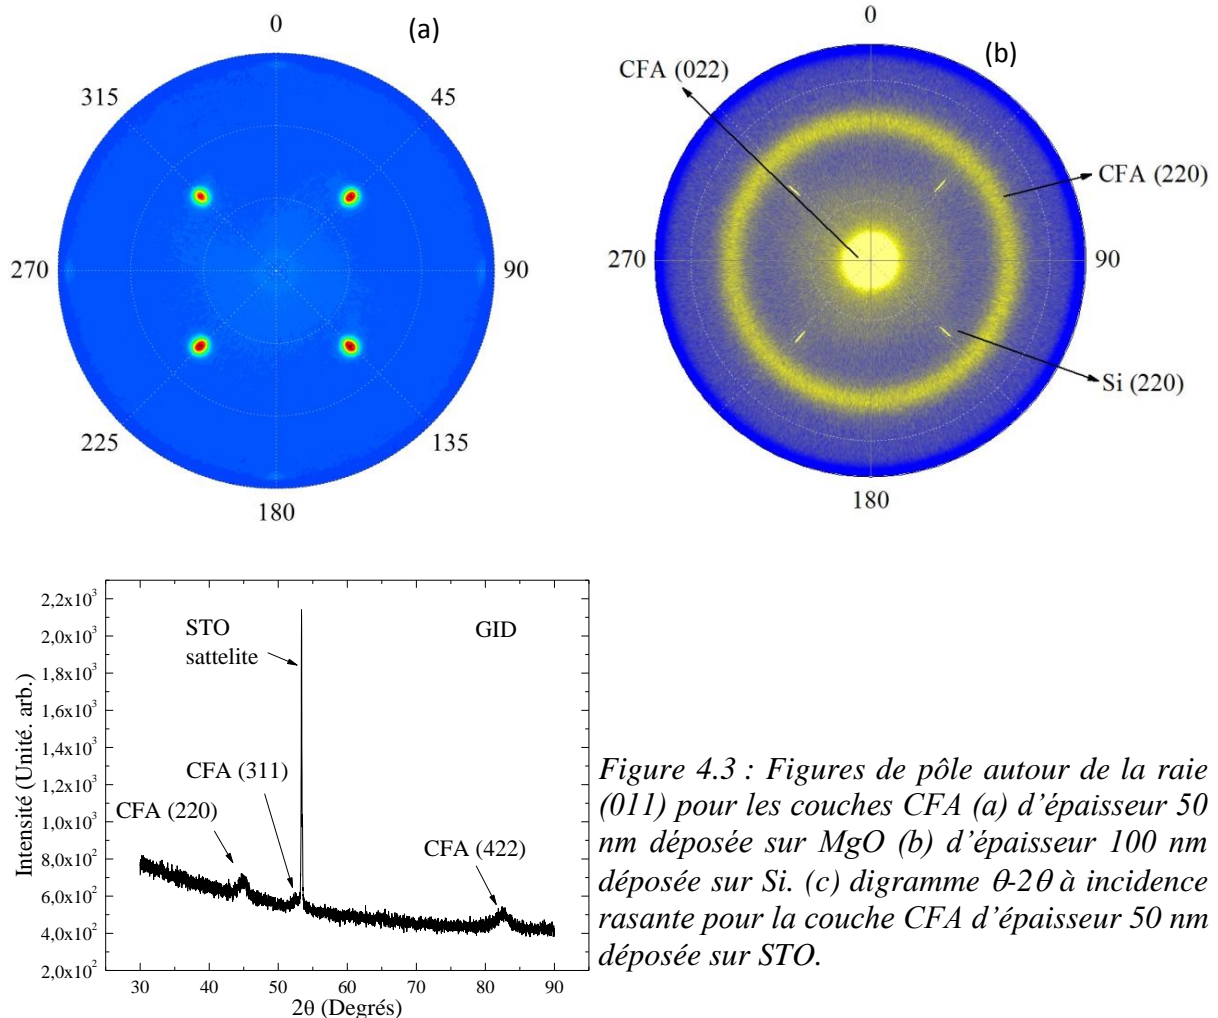 (a)
0
45
90
135
180
225
270
315
(b)
0
90
180
270
CFA (022)
CFA (220)
Si (220)
2,2x10³
2,0x10³
1,8x10³
1,6x10³
1,4x10³
1,2x10³
1,0x10³
8,0x10²
6,0x10²
4,0x10²
2,0x10²
Intensité (Unité. arb.)
STO
sattelite
GID
CFA (311)
CFA (220)
CFA (422)
30 40 50 60 70 80 90
2θ (Degrés)
Figure 4.3 : Figures de pôle autour de la raie
(011) pour les couches CFA (a) d’épaisseur 50
nm déposée sur MgO (b) d’épaisseur 100 nm
déposée sur Si. (c) digramme θ-2θ à incidence
rasante pour la couche CFA d’épaisseur 50 nm
déposée sur STO.